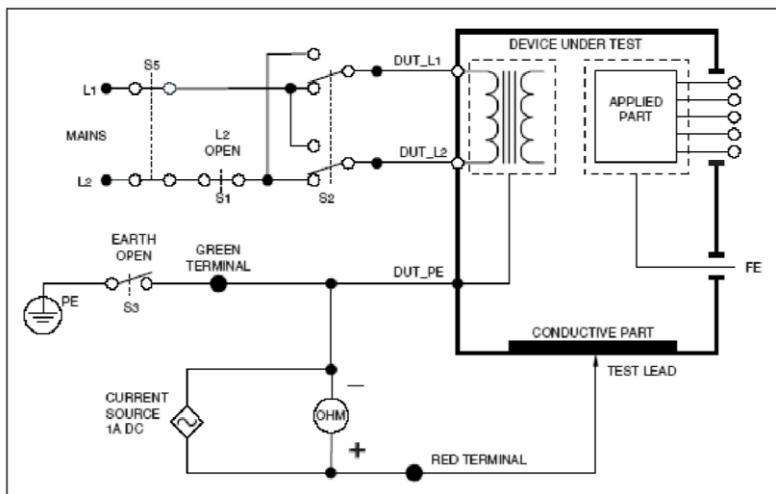 DEVICE UNDER TEST
DUT_L1
S5
L1
APPLIED
PART
MAINS
L2
OPEN
DUT_L2
L2
S1
S2
EARTH
OPEN
GREEN
TERMINAL
DUT_PE
FE
PE
S3
CONDUCTIVE PART
TEST LEAD
CURRENT
SOURCE
1A DC
−
OHM
+
RED TERMINAL